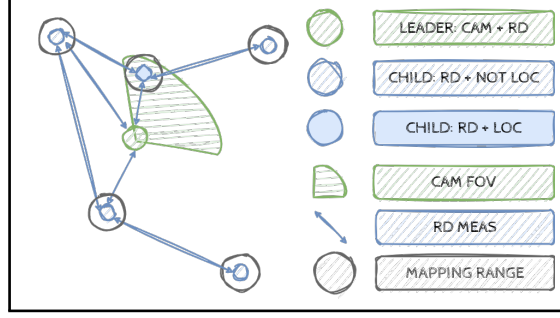 LEADER: CAM + RD
CHILD: RD + NOT LOC
CHILD: RD + LOC
CAM FOV
RD MEAS
MAPPING RANGE